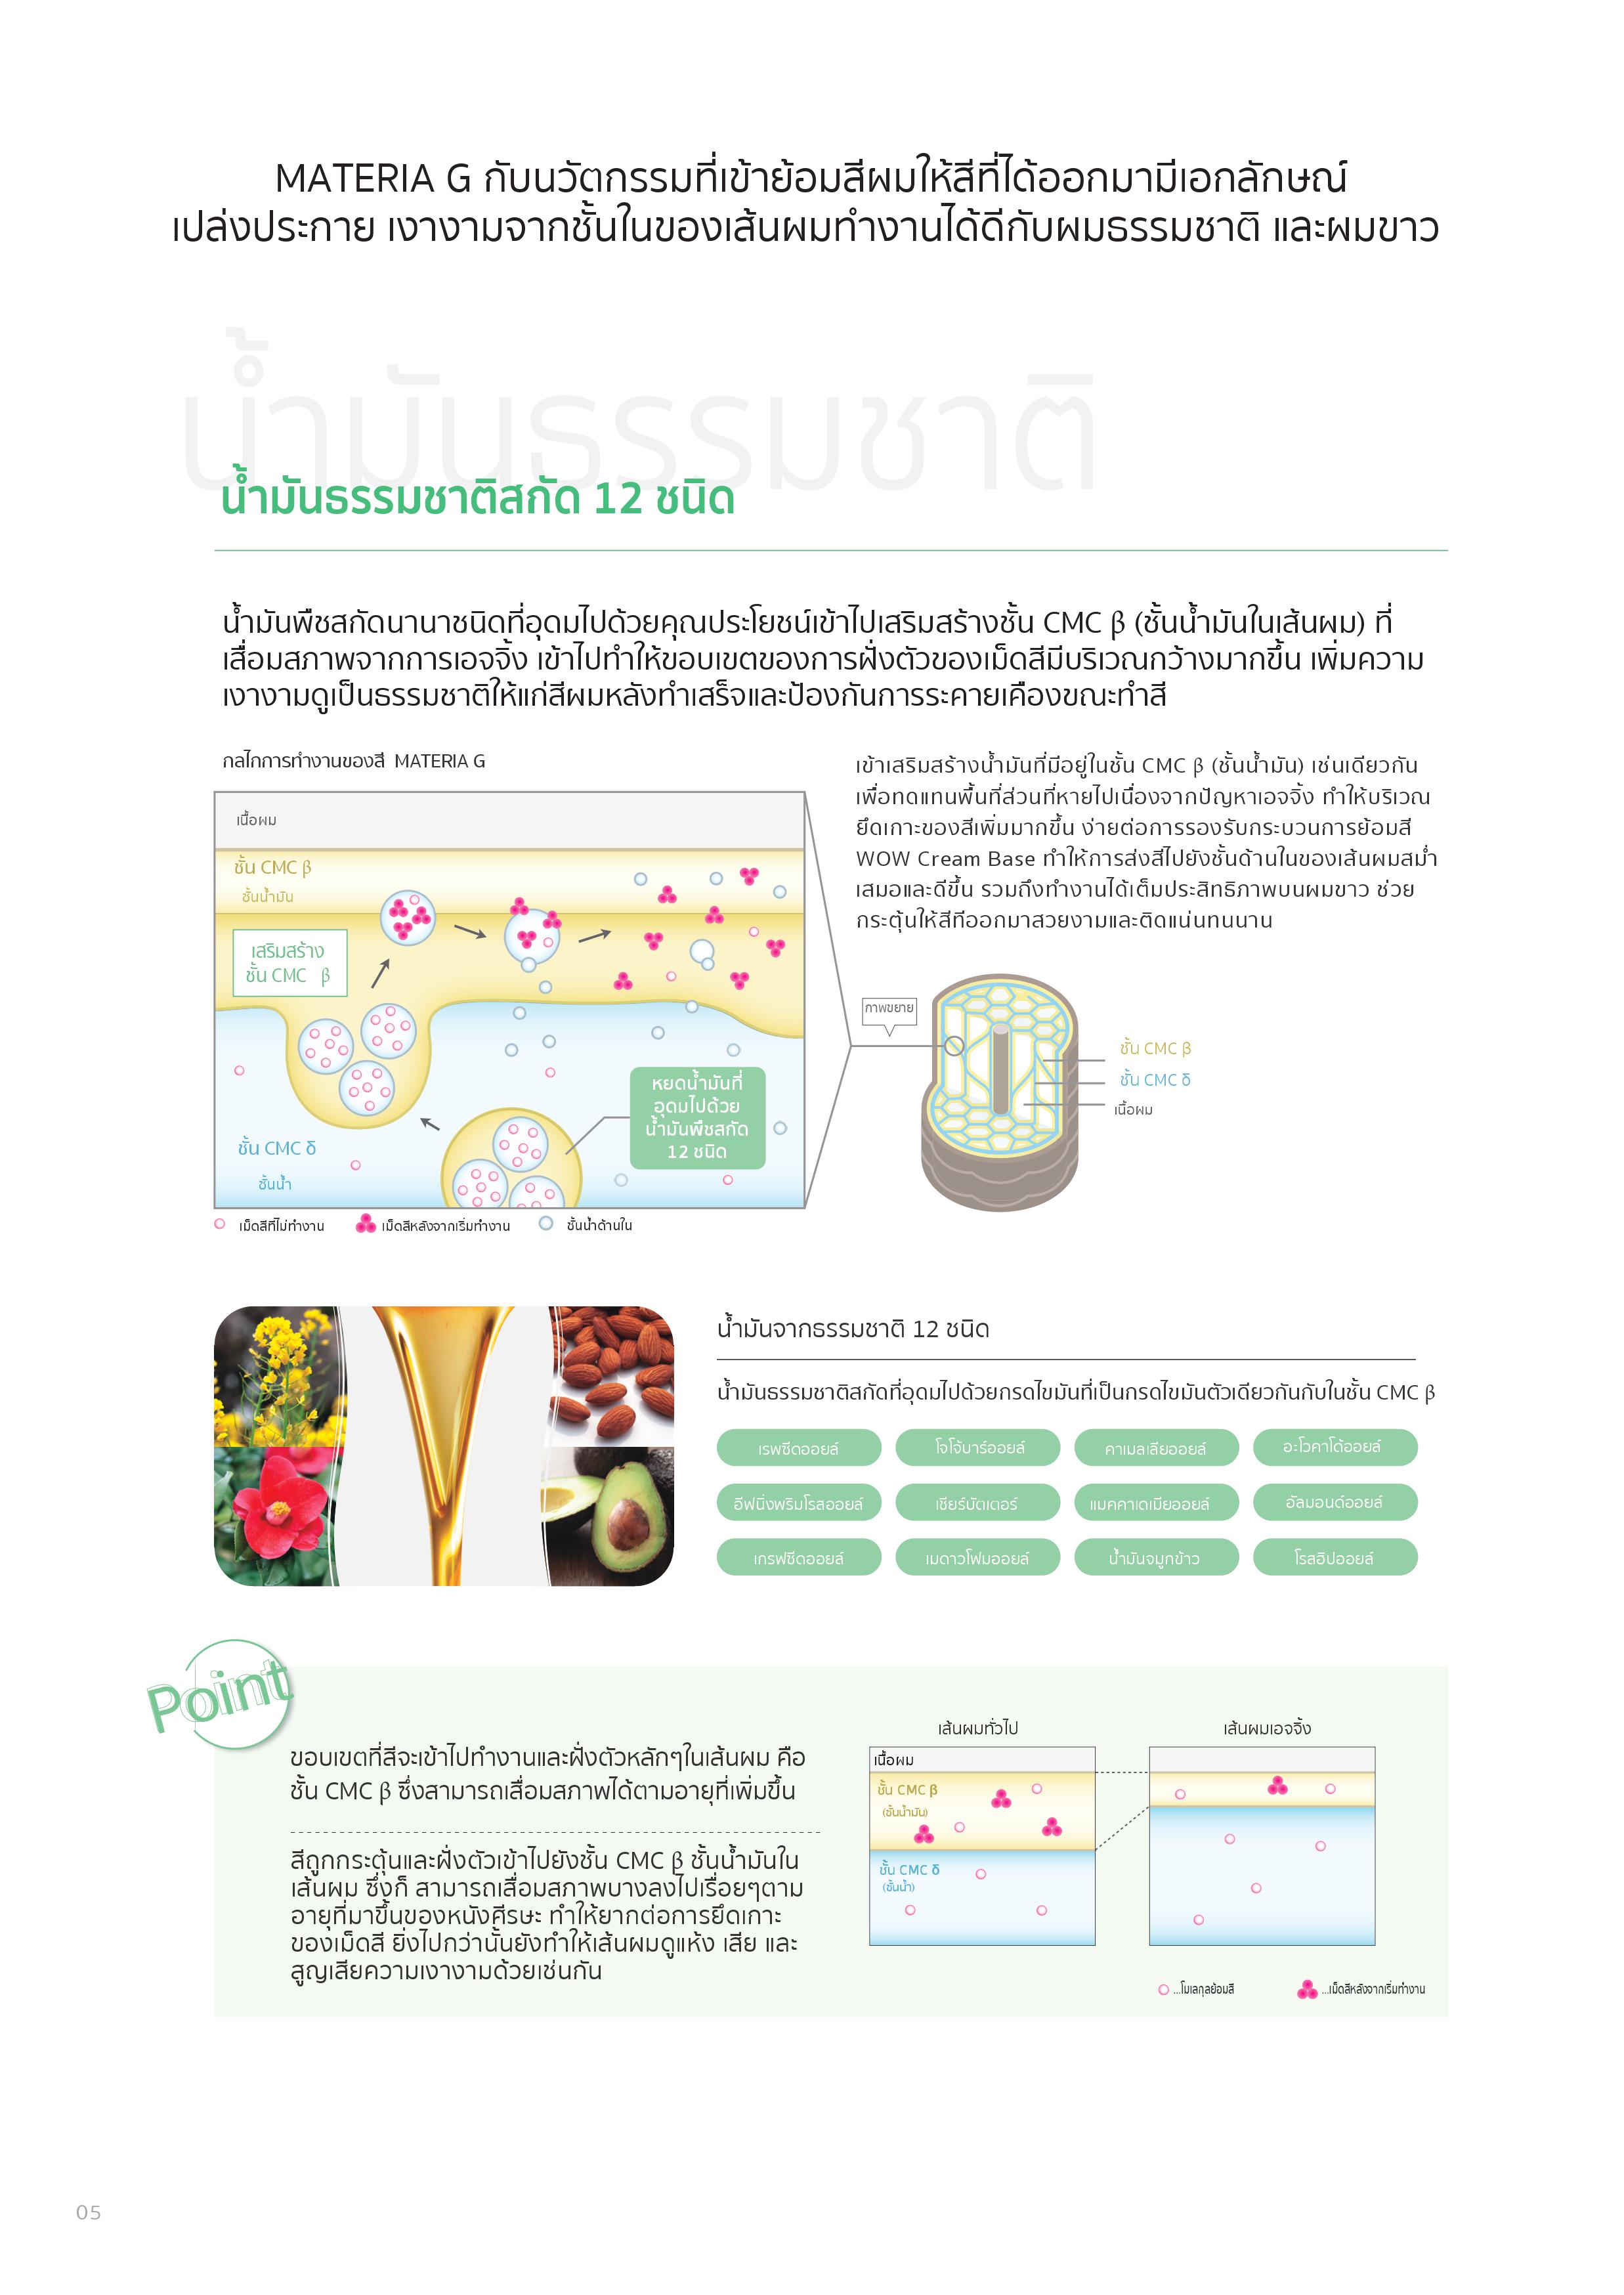 MATERIA G กับนวัตกรรมที่เข้าย้อมสีผมให้สีที่ได้ออกมามีเอกลักษณ์
เปล่งประกาย เงางามจากชั้นในของเส้นผมทำงานได้ดีกับผมธรรมชาติ และผมขาว
น้ำมันธรรมชาติ
น้ำมันธรรมชาติสกัด 12 ชนิด
น้ำมันพืชสกัดนานาชนิดที่อุดมไปด้วยคุณประโยชน์เข้าไปเสริมสร้างชั้น CMC β (ชั้นน้ำมันในเส้นผม) ที่
เสื่อมสภาพจากการเอจจิ้ง เข้าไปทำให้ขอบเขตของการฝั่งตัวของเม็ดสีมีบริเวณกว้างมากขึ้น เพิ่มความ
เงางามดูเป็นธรรมชาติให้แก่สีผมหลังทำเสร็จและป้องกันการระคายเคืองขณะทำสี
กลไกการทำงานของสี MATERIA G
เนื้อผม
ชั้น CMC β
ชั้นน้ำมัน
เสริมสร้าง
ชั้น CMC β
หยดน้ำมันที่
อุดมไปด้วย
น้ำมันพืชสกัด
12 ชนิด
ชั้น CMC δ
ชั้นน้ำ
เม็ดสีที่ไม่ทำงาน
เม็ดสีหลังจากเริ่มทำงาน
ชั้นน้ำด้านใน
เข้าเสริมสร้างน้ำมันที่มีอยู่ในชั้น CMC β (ชั้นน้ำมัน) เช่นเดียวกัน
เพื่อทดแทนพื้นที่ส่วนที่หายไปเนื่องจากปัญหาเอจจิ้ง ทำให้บริเวณ
ยึดเกาะของสีเพิ่มมากขึ้น ง่ายต่อการรองรับกระบวนการย้อมสี
WOW Cream Base ทำให้การส่งสีไปยังชั้นด้านในของเส้นผมสม่ำ
เสมอและดีขึ้น รวมถึงทำงานได้เต็มประสิทธิภาพบนผมขาว ช่วย
กระตุ้นให้สีทีออกมาสวยงามและติดแน่นทนนาน
ภาพขยาย
ชั้น CMC β
ชั้น CMC δ
เนื้อผม
น้ำมันจากธรรมชาติ 12 ชนิด
น้ำมันธรรมชาติสกัดที่อุดมไปด้วยกรดไขมันที่เป็นกรดไขมันตัวเดียวกันกับในชั้น CMC β
เรพซีดออยล์
โจโจ้บาร์ออยล์
คาเมลเลียออยล์
อะโวคาโด้ออยล์
อีฟนิ่งพริมโรสออยล์
เชียร์บัตเตอร์
แมคคาเดเมียออยล์
อัลมอนด์ออยล์
เกรฟซีดออยล์
เมดาวโฟมออยล์
น้ำมันจมูกข้าว
โรสฮิปออยล์
Point
ขอบเขตที่สีจะเข้าไปทำงานและฝั่งตัวหลักๆในเส้นผม คือ
ชั้น CMC β ซึ่งสามารถเสื่อมสภาพได้ตามอายุที่เพิ่มขึ้น
สีถูกกระตุ้นและฝั่งตัวเข้าไปยังชั้น CMC β ชั้นน้ำมันใน
เส้นผม ซึ่งก็ สามารถเสื่อมสภาพบางลงไปเรื่อยๆตาม
อายุที่มาขึ้นของหนังศีรษะ ทำให้ยากต่อการยึดเกาะ
ของเม็ดสี ยิ่งไปกว่านั้นยังทำให้เส้นผมดูแห้ง เสีย และ
สูญเสียความเงางามด้วยเช่นกัน
เส้นผมทั่วไป
เส้นผมเอจจิ้ง
เนื้อผม
ชั้น CMC β
(ชั้นน้ำมัน)
ชั้น CMC δ
(ชั้นน้ำ)
...โมเลกุลย้อมสี
...เม็ดสีหลังจากเริ่มทำงาน
05